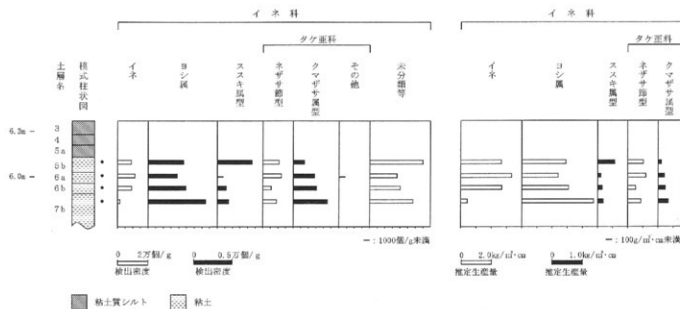 イネ科
タケ亜科
土層名
模式柱状図
イネ
ヨシ属
ススキ属型
ネザサ節型
クマザサ属型
その他
未分類等
イネ科
タケ亜科
イネ
ヨシ属
ススキ属型
ネザサ節型
クマザサ属型
6.3m
3
4
5a
5b
6.0m
6a
6b
7b
ー:1000個/g未満
ー:100g/㎡・cm未満
0 2万個/g
検出密度
0 0.5万個/g
検出密度
0 2.0kg/㎡・cm
推定生産量
0 1.0kg/㎡・cm
推定生産量
粘土質シルト
粘土